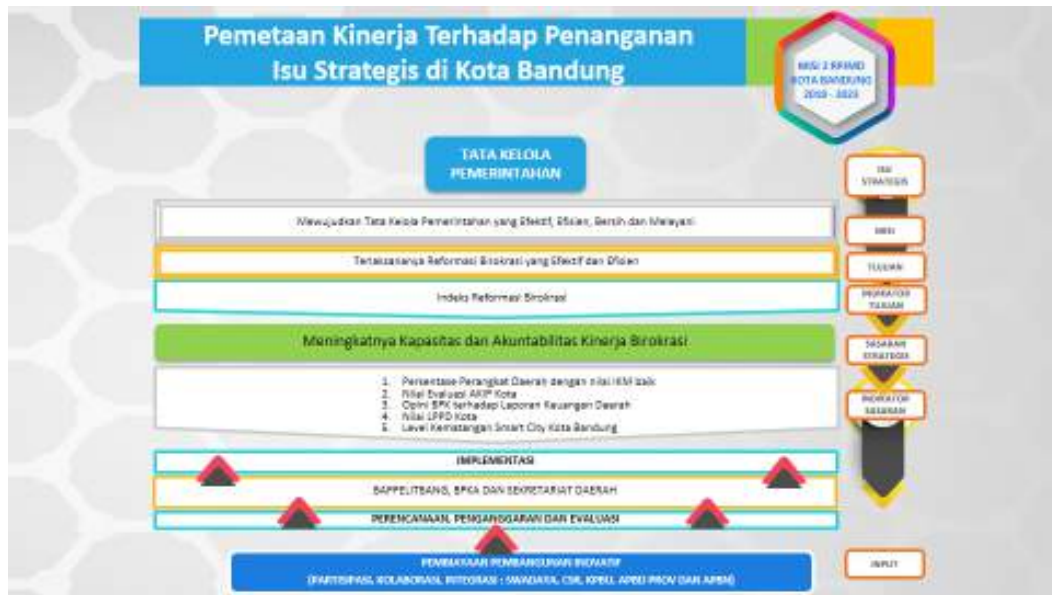 Pemetaan Kinerja Terhadap Penanganan
Isu Strategis di Kota Bandung
MISI 2 RPJMD
KOTA BANDUNG
2018 - 2023
TATA KELOLA
PEMERINTAHAN
ISU
STRATEGIS
Mewujudkan Tata Kelola Pemerintahan yang Efektif, Efisien, Bersih dan Melayani
MISI
Terlaksananya Reformasi Birokrasi yang Efektif dan Efisien
TUJUAN
Indeks Reformasi Birokrasi
INDIKATOR
TUJUAN
Meningkatnya Kapasitas dan Akuntabilitas Kinerja Birokrasi
SASARAN
STRATEGIS
1. Persentase Perangkat Daerah dengan nilai IKM baik
2. Nilai Evaluasi AKIP Kota
3. Opini BPK terhadap Laporan Keuangan Daerah
4. Nilai LPPD Kota
5. Level Kematangan Smart City Kota Bandung
INDIKATOR
SASARAN
IMPLEMENTASI
BAPPELITBANG, BPKA DAN SEKRETARIAT DAERAH
PERENCANAAN, PENGANGGARAN DAN EVALUASI
PEMBIAYAAN PEMBANGUNAN INOVATIF
(PARTISIPASI, KOLABORASI, INTEGRASI : SWADAYA, CSR, KPBU, APBD PROV DAN APBN)
INPUT